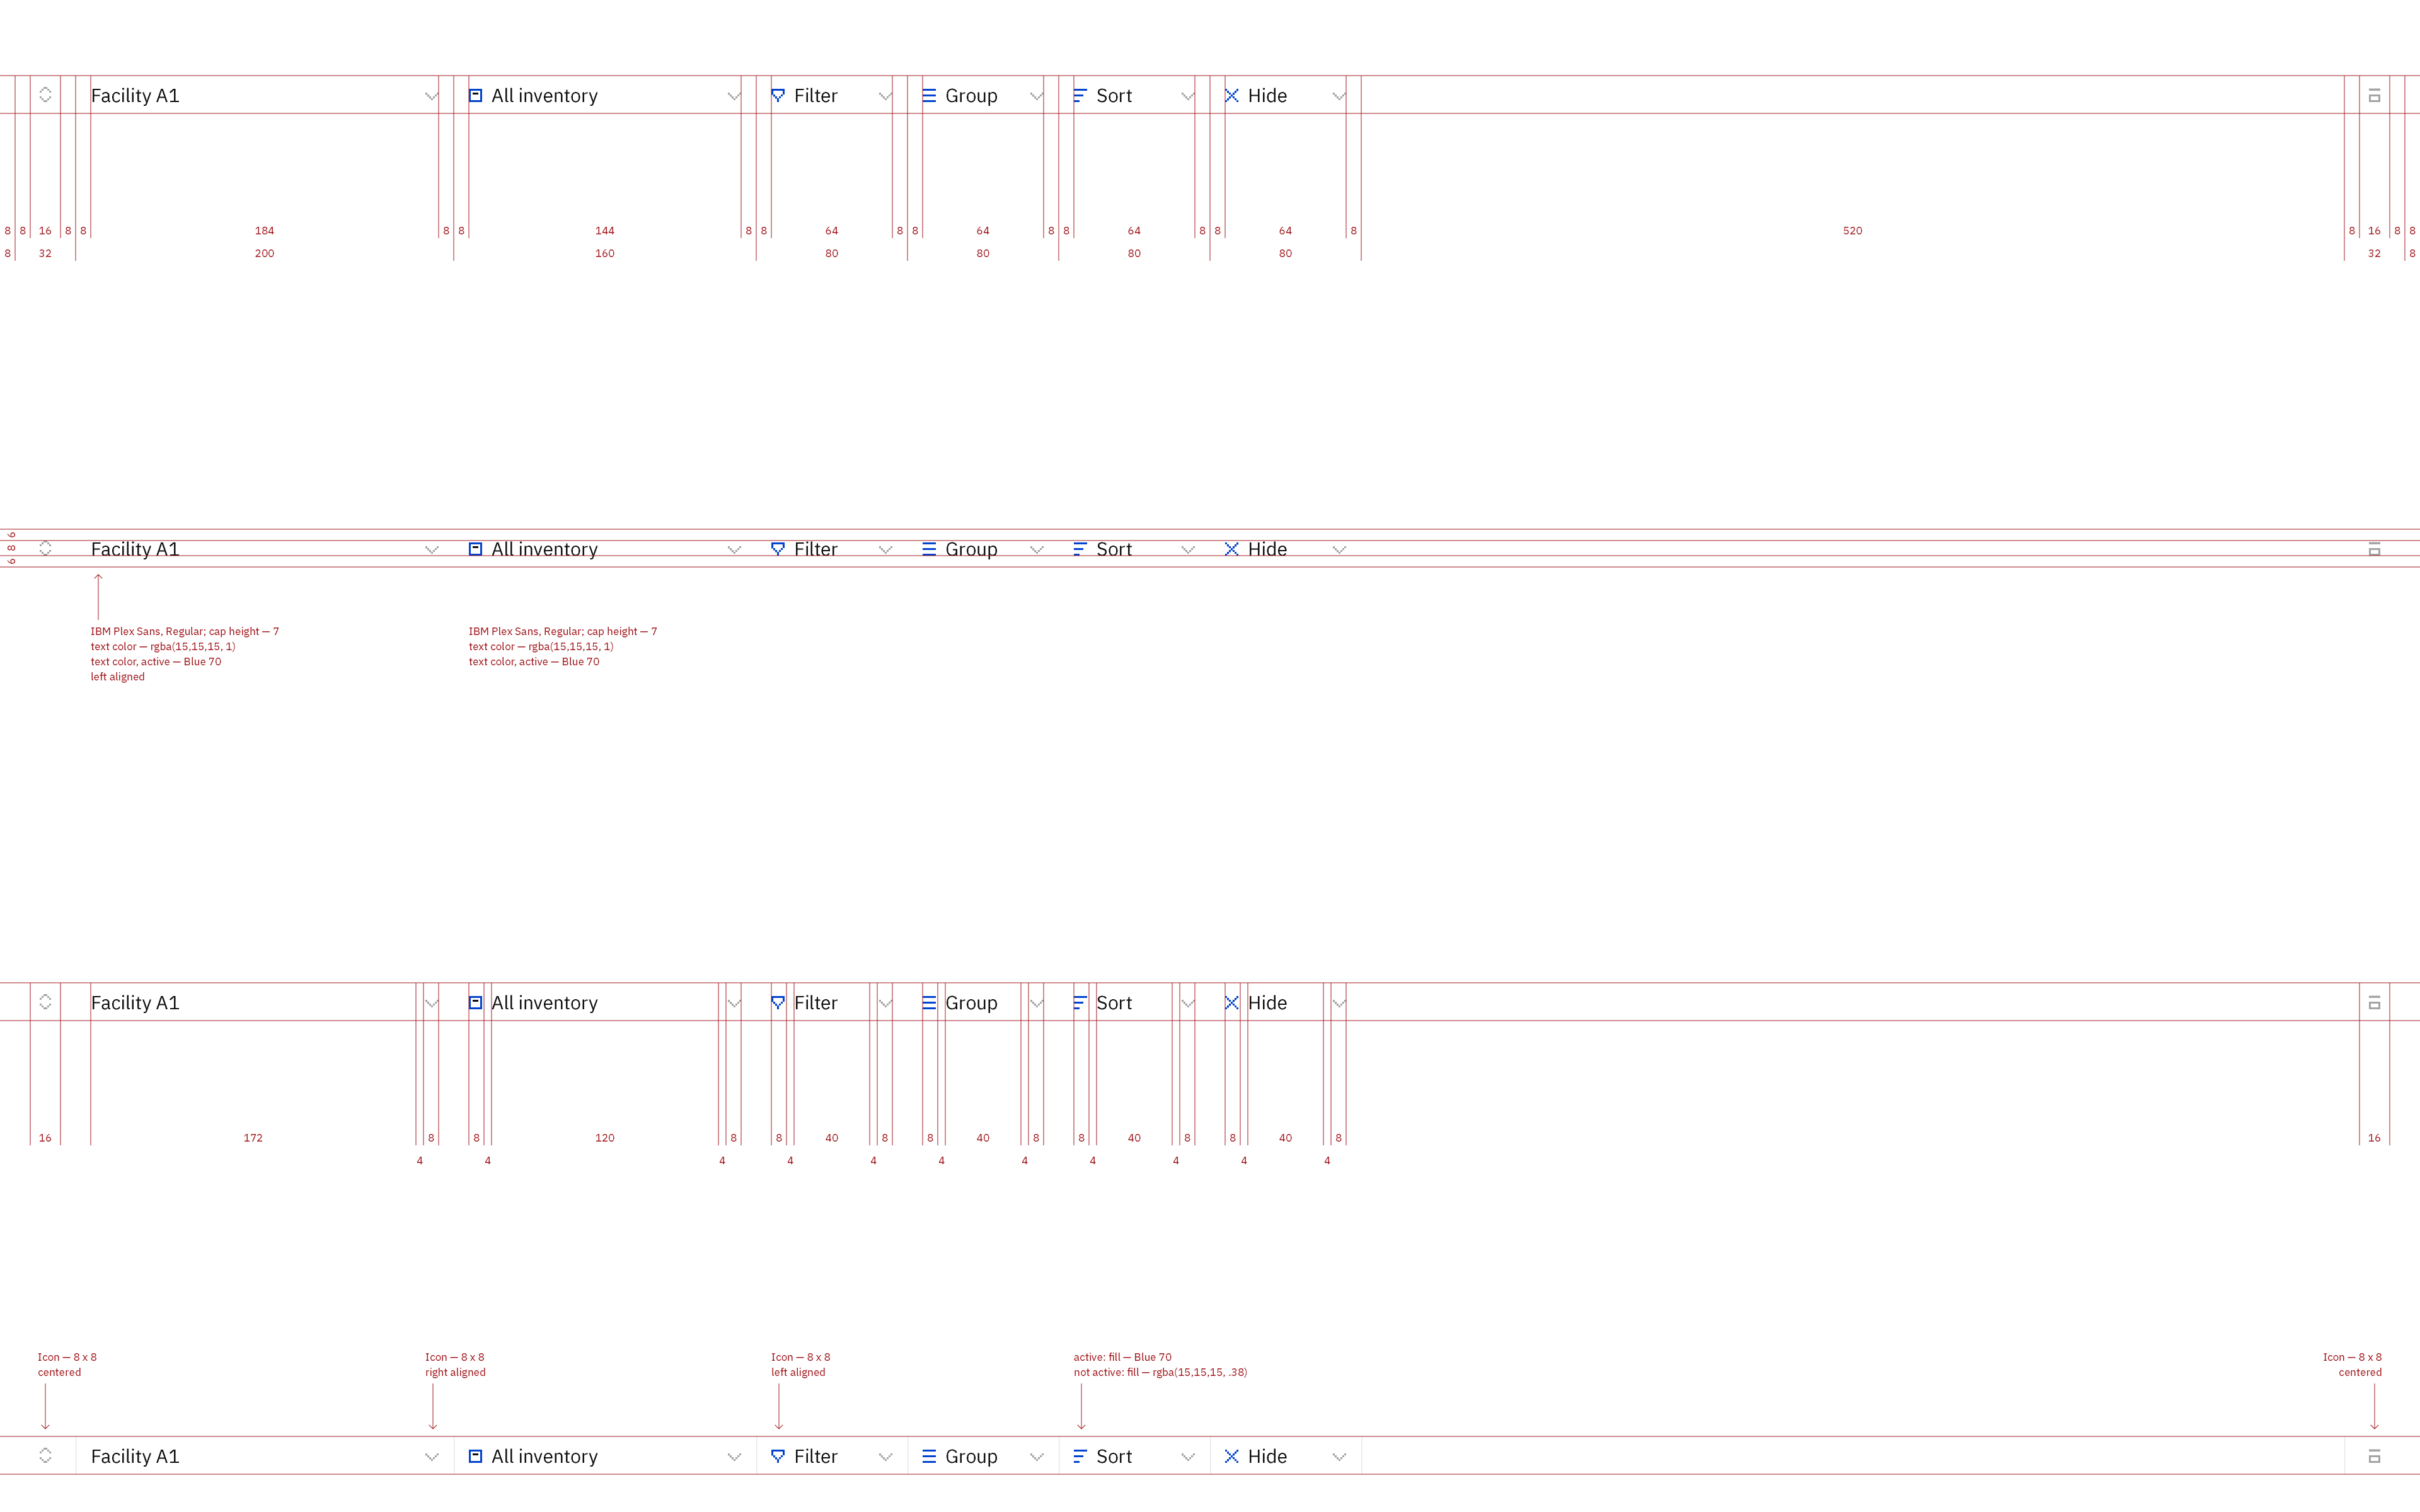 Facility A1 All inventory Filter Group Sort Hide
8 8 16 8 8 184 8 8 144 8 8 64 8 8 64 8 8 64 8 8 64 8 520 8 16 8 8
8 32 200 160 80 80 80 80 32 8
6
8 Facility A1 All inventory Filter Group Sort Hide
6
IBM Plex Sans, Regular; cap height — 7
text color — rgba(15,15,15, 1)
text color, active — Blue 70
left aligned
IBM Plex Sans, Regular; cap height — 7
text color — rgba(15,15,15, 1)
text color, active — Blue 70
Facility A1 All inventory Filter Group Sort Hide
16 172 8 8 120 8 8 40 8 8 40 8 8 40 8 8 40 8 16
4 4 4 4 4 4 4 4 4 4 4
Icon — 8 x 8
centered
Icon — 8 x 8
right aligned
Icon — 8 x 8
left aligned
active: fill — Blue 70
not active: fill — rgba(15,15,15, .38)
Icon — 8 x 8
centered
Facility A1 All inventory Filter Group Sort Hide